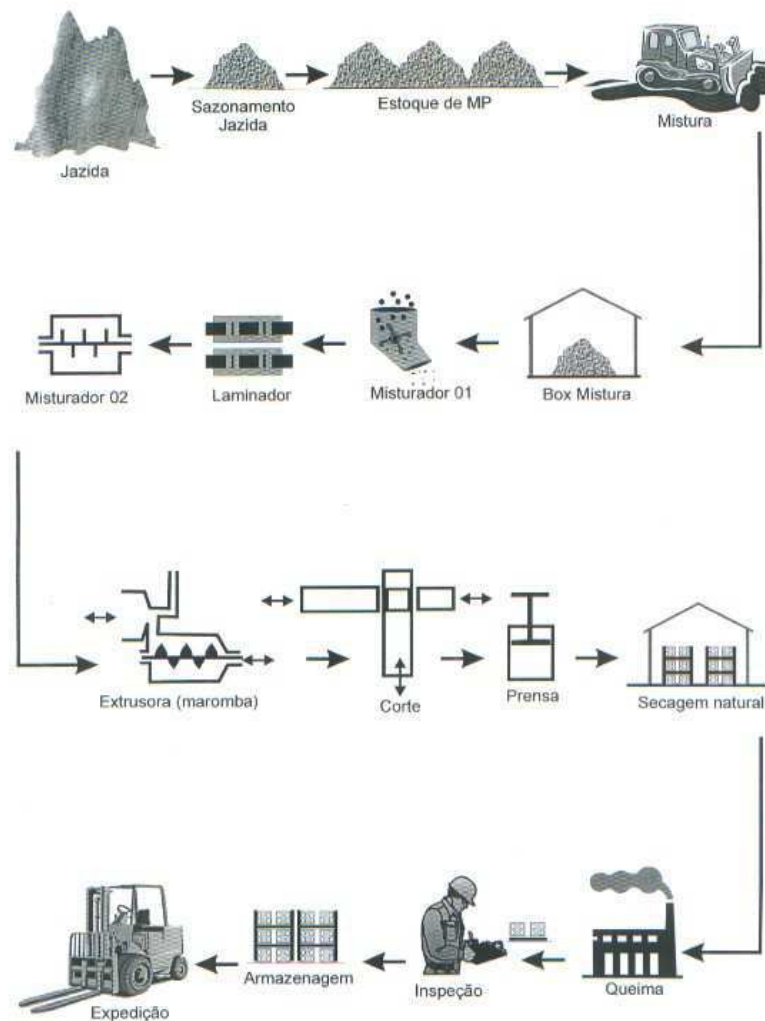 Jazida
Sazonamento
Jazida
Estoque de MP
Mistura
Box Mistura
Misturador 01
Laminador
Misturador 02
Extrusora (maromba)
Corte
Prensa
Secagem natural
Queima
Inspeção
Armazenagem
Expedição